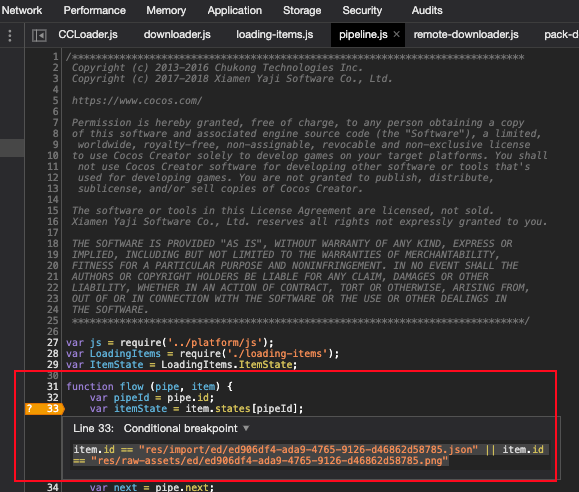 Network Performance Memory Application Storage Security Audits
CCLoader.js downloader.js loading-items.js pipeline.js × remote-downloader.js pack-d
1 /******************************************************************************
2 Copyright (c) 2013–2016 Chukong Technologies Inc.
3 Copyright (c) 2017–2018 Xiamen Yaji Software Co., Ltd.
4
5 https://www.cocos.com/
6
7 Permission is hereby granted, free of charge, to any person obtaining a copy
8 of this software and associated engine source code (the "Software"), a limited,
9 worldwide, royalty-free, non-assignable, revocable and non-exclusive license
10 to use Cocos Creator solely to develop games on your target platforms. You shall
11 not use Cocos Creator software for developing other software or tools that's
12 used for developing games. You are not granted to publish, distribute,
13 sublicense, and/or sell copies of Cocos Creator.
14
15 The software or tools in this License Agreement are licensed, not sold.
16 Xiamen Yaji Software Co., Ltd. reserves all rights not expressly granted to you.
17
18 THE SOFTWARE IS PROVIDED "AS IS", WITHOUT WARRANTY OF ANY KIND, EXPRESS OR
19 IMPLIED, INCLUDING BUT NOT LIMITED TO THE WARRANTIES OF MERCHANTABILITY,
20 FITNESS FOR A PARTICULAR PURPOSE AND NONINFRINGEMENT. IN NO EVENT SHALL THE
21 AUTHORS OR COPYRIGHT HOLDERS BE LIABLE FOR ANY CLAIM, DAMAGES OR OTHER
22 LIABILITY, WHETHER IN AN ACTION OF CONTRACT, TORT OR OTHERWISE, ARISING FROM,
23 OUT OF OR IN CONNECTION WITH THE SOFTWARE OR THE USE OR OTHER DEALINGS IN
24 THE SOFTWARE.
25 ******************************************************************************/
26
27 var js = require('../platform/js');
28 var LoadingItems = require('./loading-items');
29 var ItemState = LoadingItems.ItemState;
30
31 function flow (pipe, item) {
32 var pipeId = pipe.id;
? 33 var itemState = item.states[pipeId];
Line 33: Conditional breakpoint ▼
item.id == "res/import/ed/ed906df4-ada9-4765-9126-d46862d58785.json" || item.id
== "res/raw-assets/ed/ed906df4-ada9-4765-9126-d46862d58785.png"
34 var next = pipe.next;